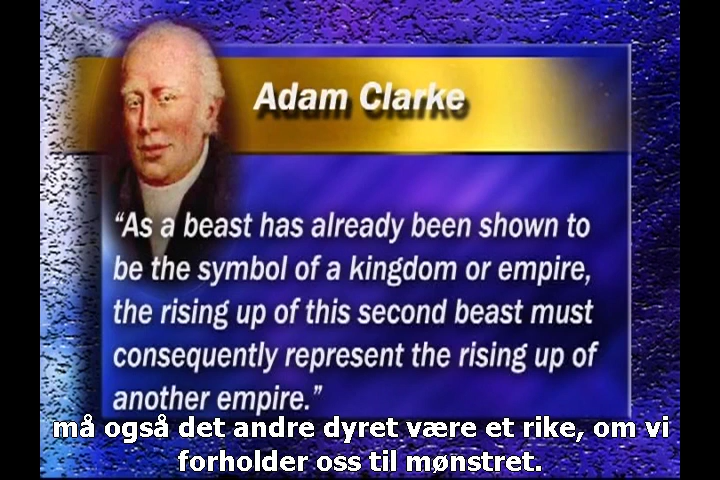 Adam Clarke
“As a beast has already been shown to
be the symbol of a kingdom or empire,
the rising up of this second beast must
consequently represent the rising up of
another empire.”
må også det andre dyret være et rike, om vi
forholder oss til mønstret.